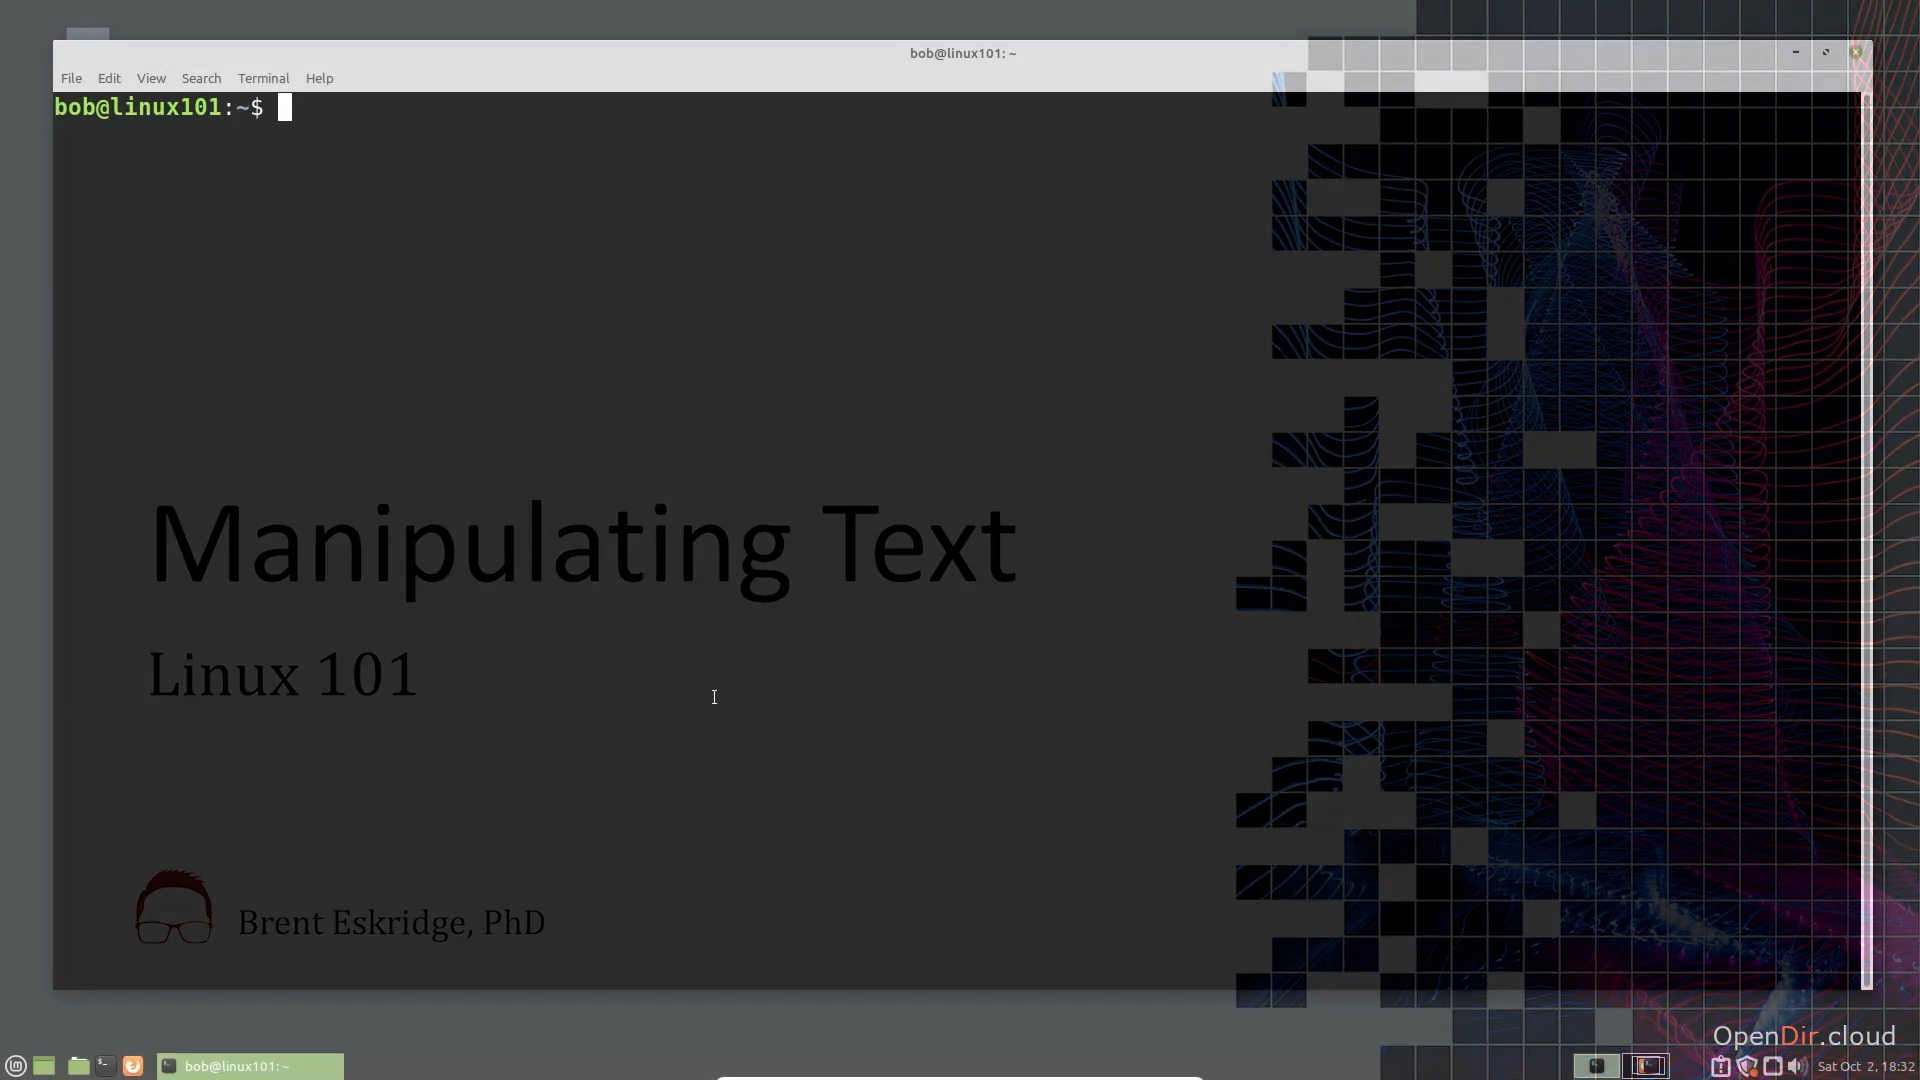 bob@linux101: ~
File Edit View Search Terminal Help
bob@linux101:~$
Manipulating Text
Linux 101
Brent Eskridge, PhD
OpenDir.cloud
bob@linux101: ~
Sat Oct 2, 18:32